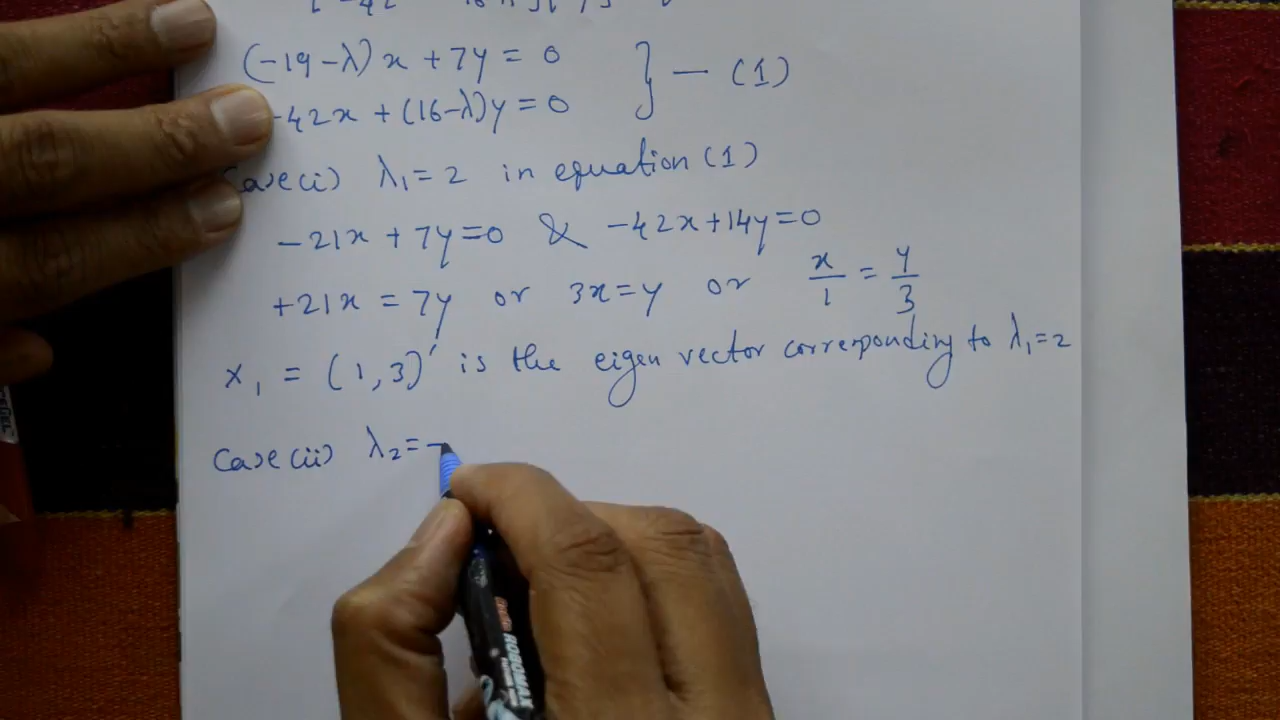 (-19-λ)x + 7y = 0 } — (1)
-42x + (16-λ)y = 0
Case(i) λ₁ = 2 in equation (1)
-21x + 7y = 0 & -42x + 14y = 0
+21x = 7y or 3x = y or x/1 = y/3
x₁ = (1, 3)' is the eigen vector corresponding to λ₁ = 2
Case (ii) λ₂ = -